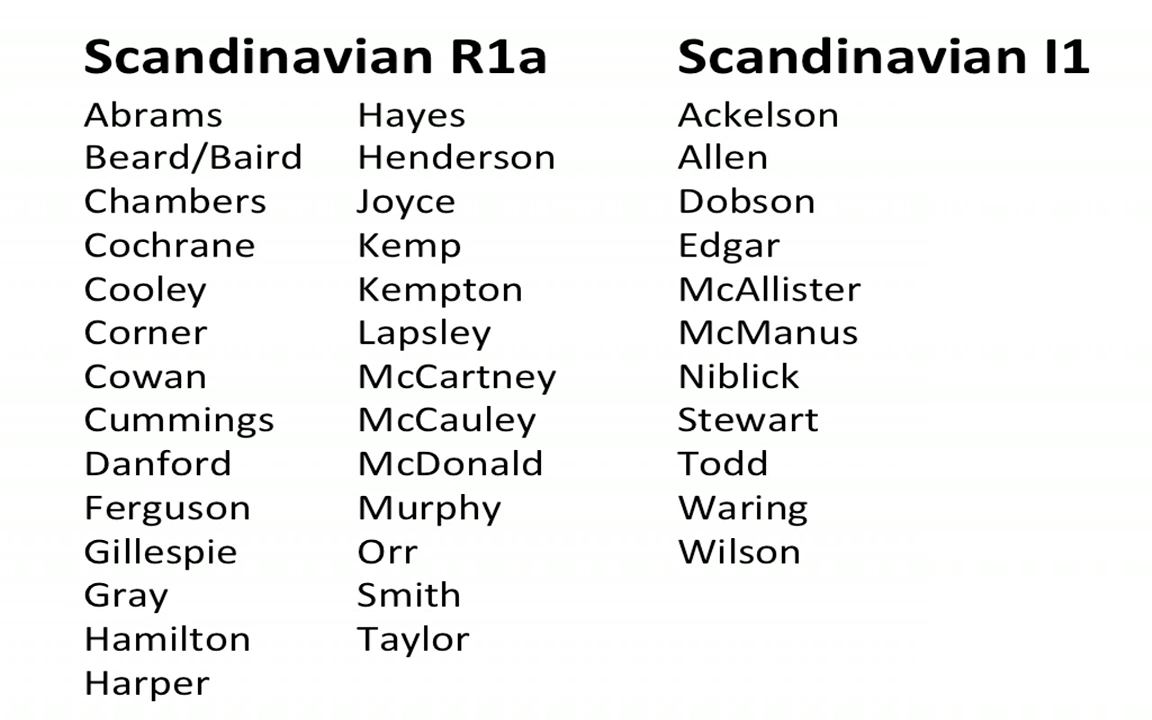 Scandinavian R1a
Abrams
Beard/Baird
Chambers
Cochrane
Cooley
Corner
Cowan
Cummings
Danford
Ferguson
Gillespie
Gray
Hamilton
Harper
Hayes
Henderson
Joyce
Kemp
Kempton
Lapsley
McCartney
McCauley
McDonald
Murphy
Orr
Smith
Taylor
Scandinavian I1
Ackelson
Allen
Dobson
Edgar
McAllister
McManus
Niblick
Stewart
Todd
Waring
Wilson